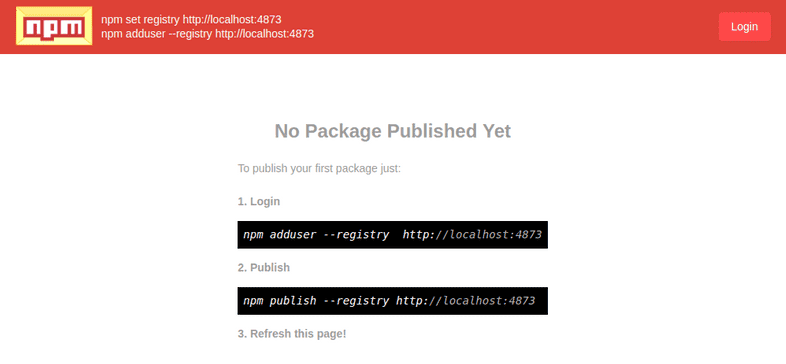 npm
npm set registry http://localhost:4873
npm adduser --registry http://localhost:4873
Login
No Package Published Yet
To publish your first package just:
1. Login
npm adduser --registry  http://localhost:4873
2. Publish
npm publish --registry http://localhost:4873
3. Refresh this page!